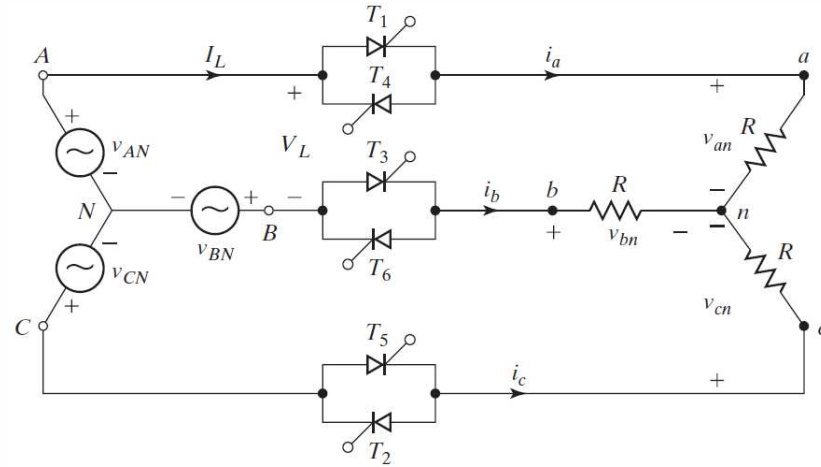 T1
A
IL
ia
a
+
T4
+
+
vAN
−
VL
T3
van
R
−
N
−
+
−
ib
b
R
n
B
vBN
+
vbn
−
−
−
vCN
+
T6
R
vcn
C
T5
ic
+
T2